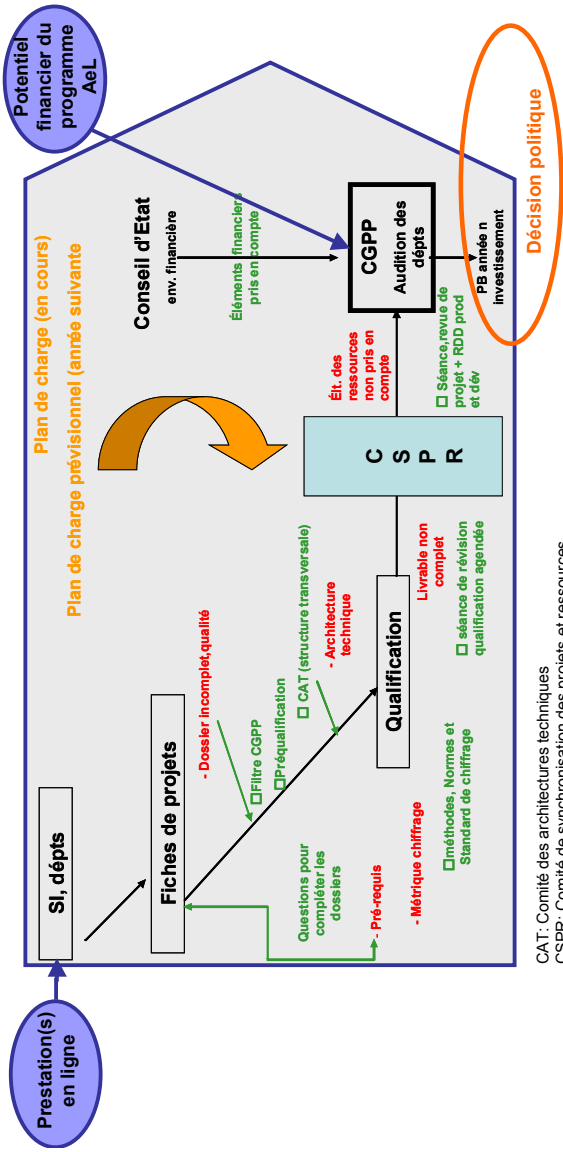 Prestation(s)
en ligne
Potentiel
financier du
programme
AeL
Plan de charge (en cours)
Plan de charge prévisionnel (année suivante
SI, dépts
Fiches de projets
- Dossier incomplet,qualité
□Filtre CGPP
□Préqualification
□ CAT (structure transversale)
- Architecture
technique
Questions pour
compléter les
dossiers
- Pré-requis
- Métrique chiffrage
□méthodes, Normes et
Standard de chiffrage
Qualification
Livrable non
complet
□ séance de révision
qualification agendée
C
S
P
R
Élt. des
ressources
non pris en
compte
□ Séance,revue de
projet + RDD prod
et dév
Conseil d'Etat
env. financière
Éléments financiers
pris en compte
CGPP
Audition des
dépts
PB année n
investissement
Décision politique
CAT: Comité des architectures techniques
CSPR: Comité de synchronisation des projets et ressources